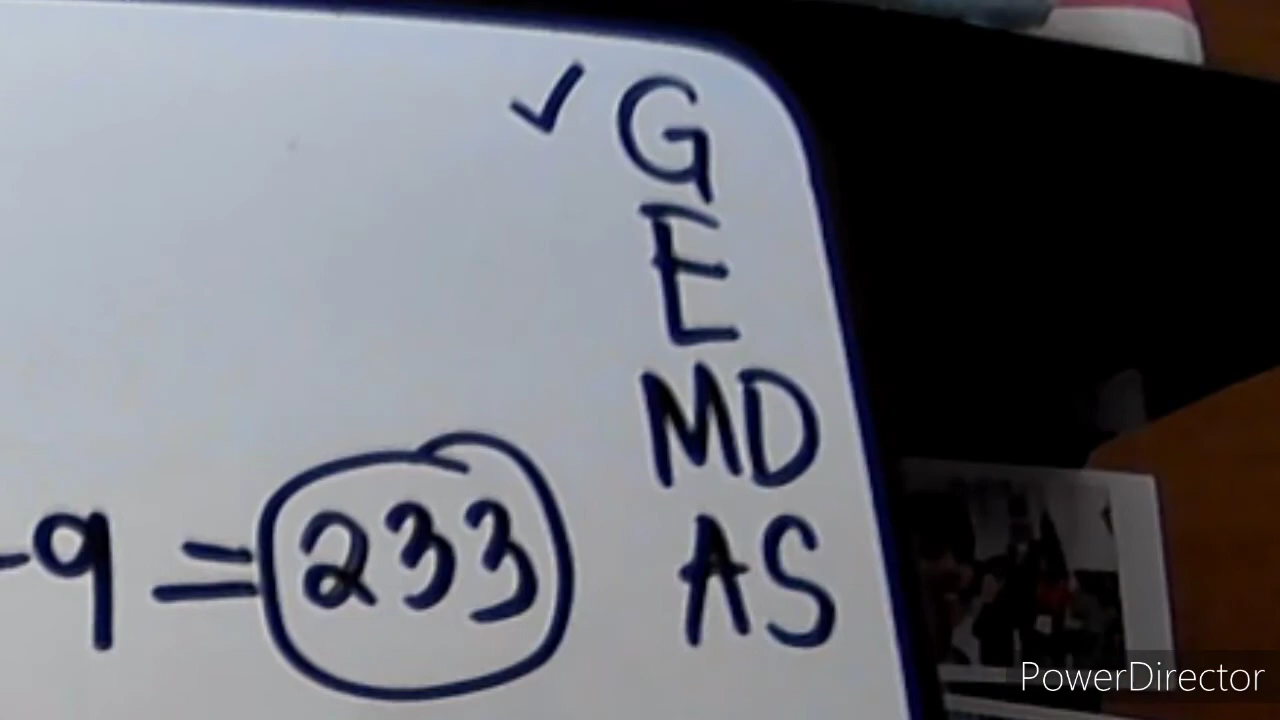 ✓ G
E
MD
-9 = 233
AS
PowerDirector